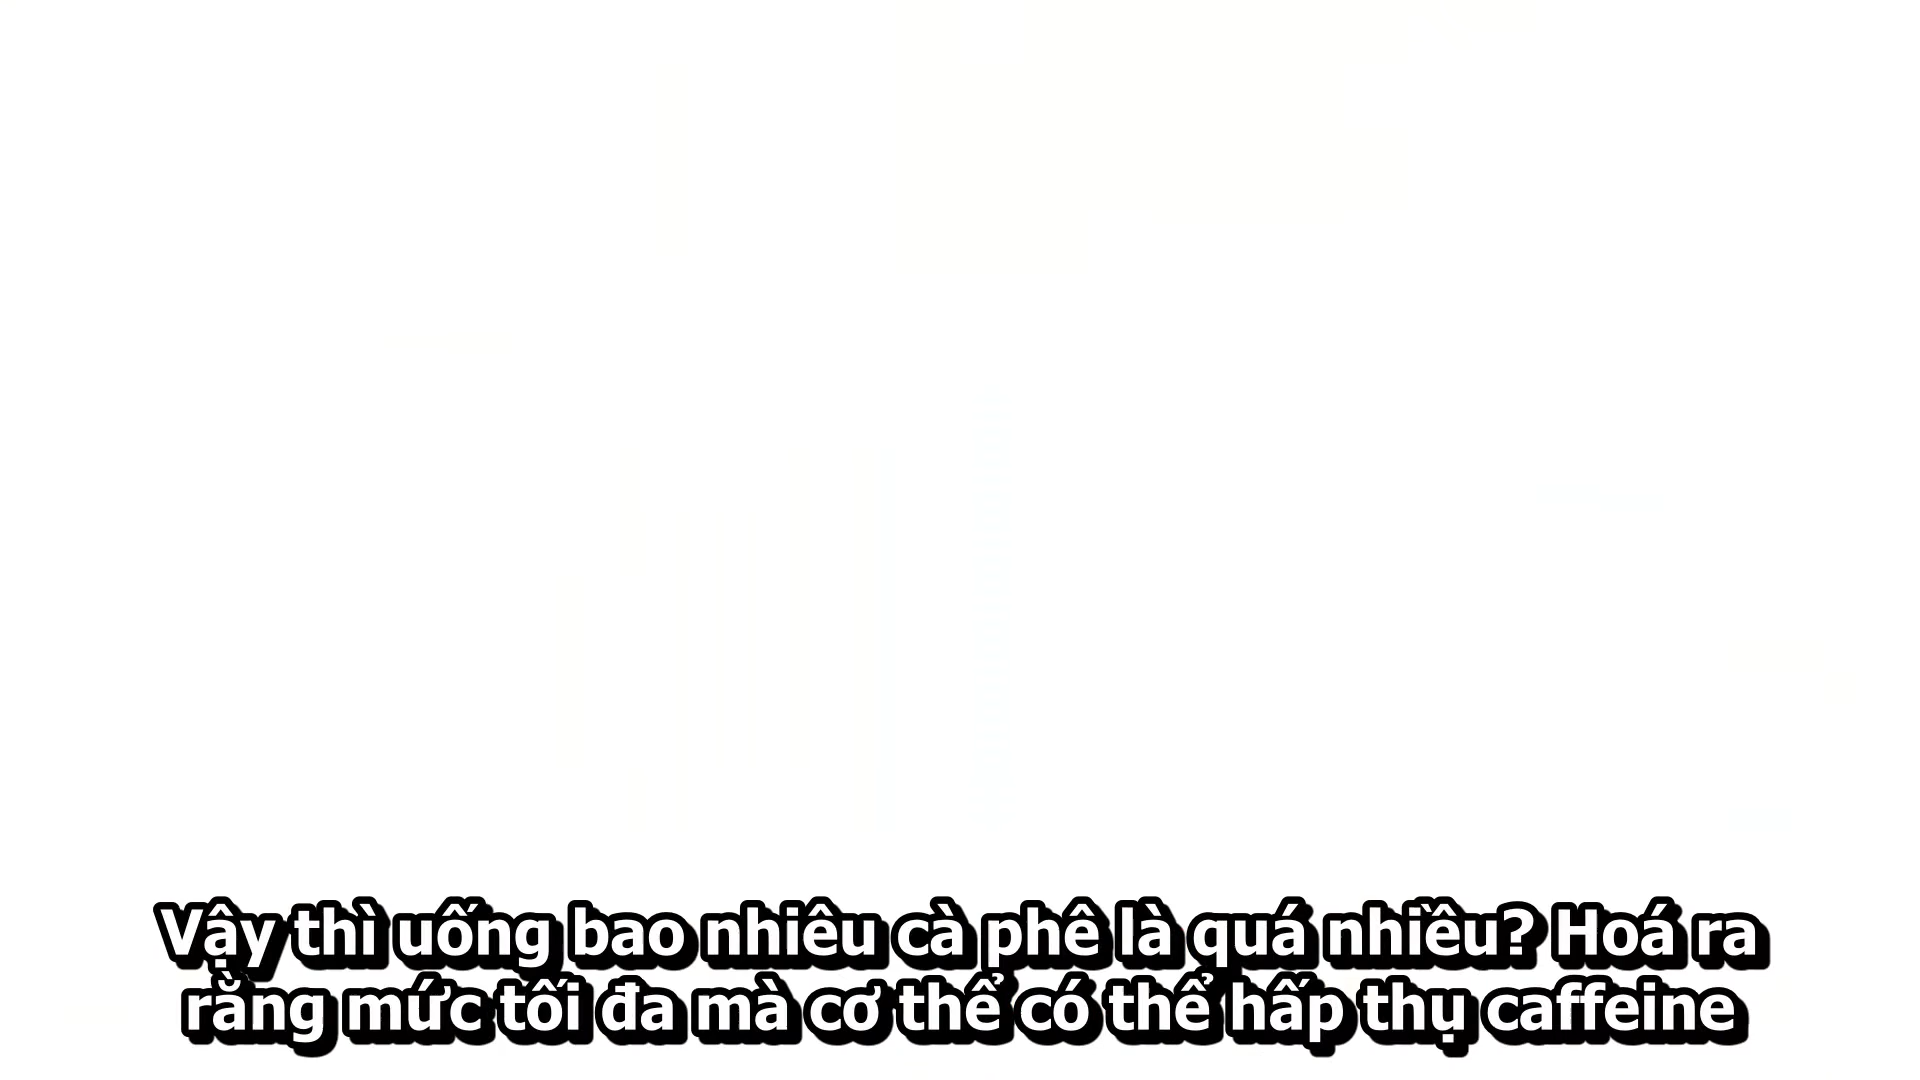 Vậy thì uống bao nhiêu cà phê là quá nhiều? Hoá ra
rằng mức tối đa mà cơ thể có thể hấp thụ caffeine